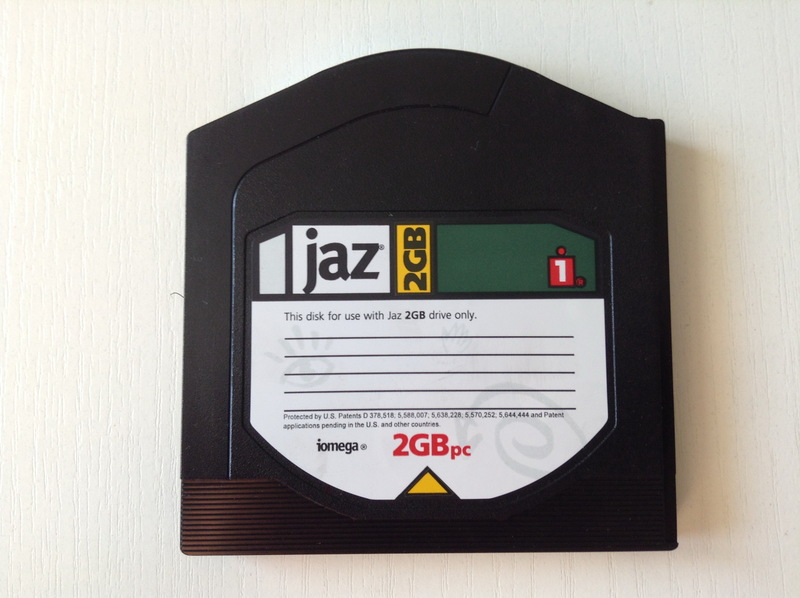 jaz® 2GB 1®
This disk for use with Jaz 2GB drive only.
Protected by U.S. Patents D 378,518; 5,588,007; 5,638,228; 5,570,252; 5,644,444 and Patent
applications pending in the U.S. and other countries.
iomega® 2GBpc